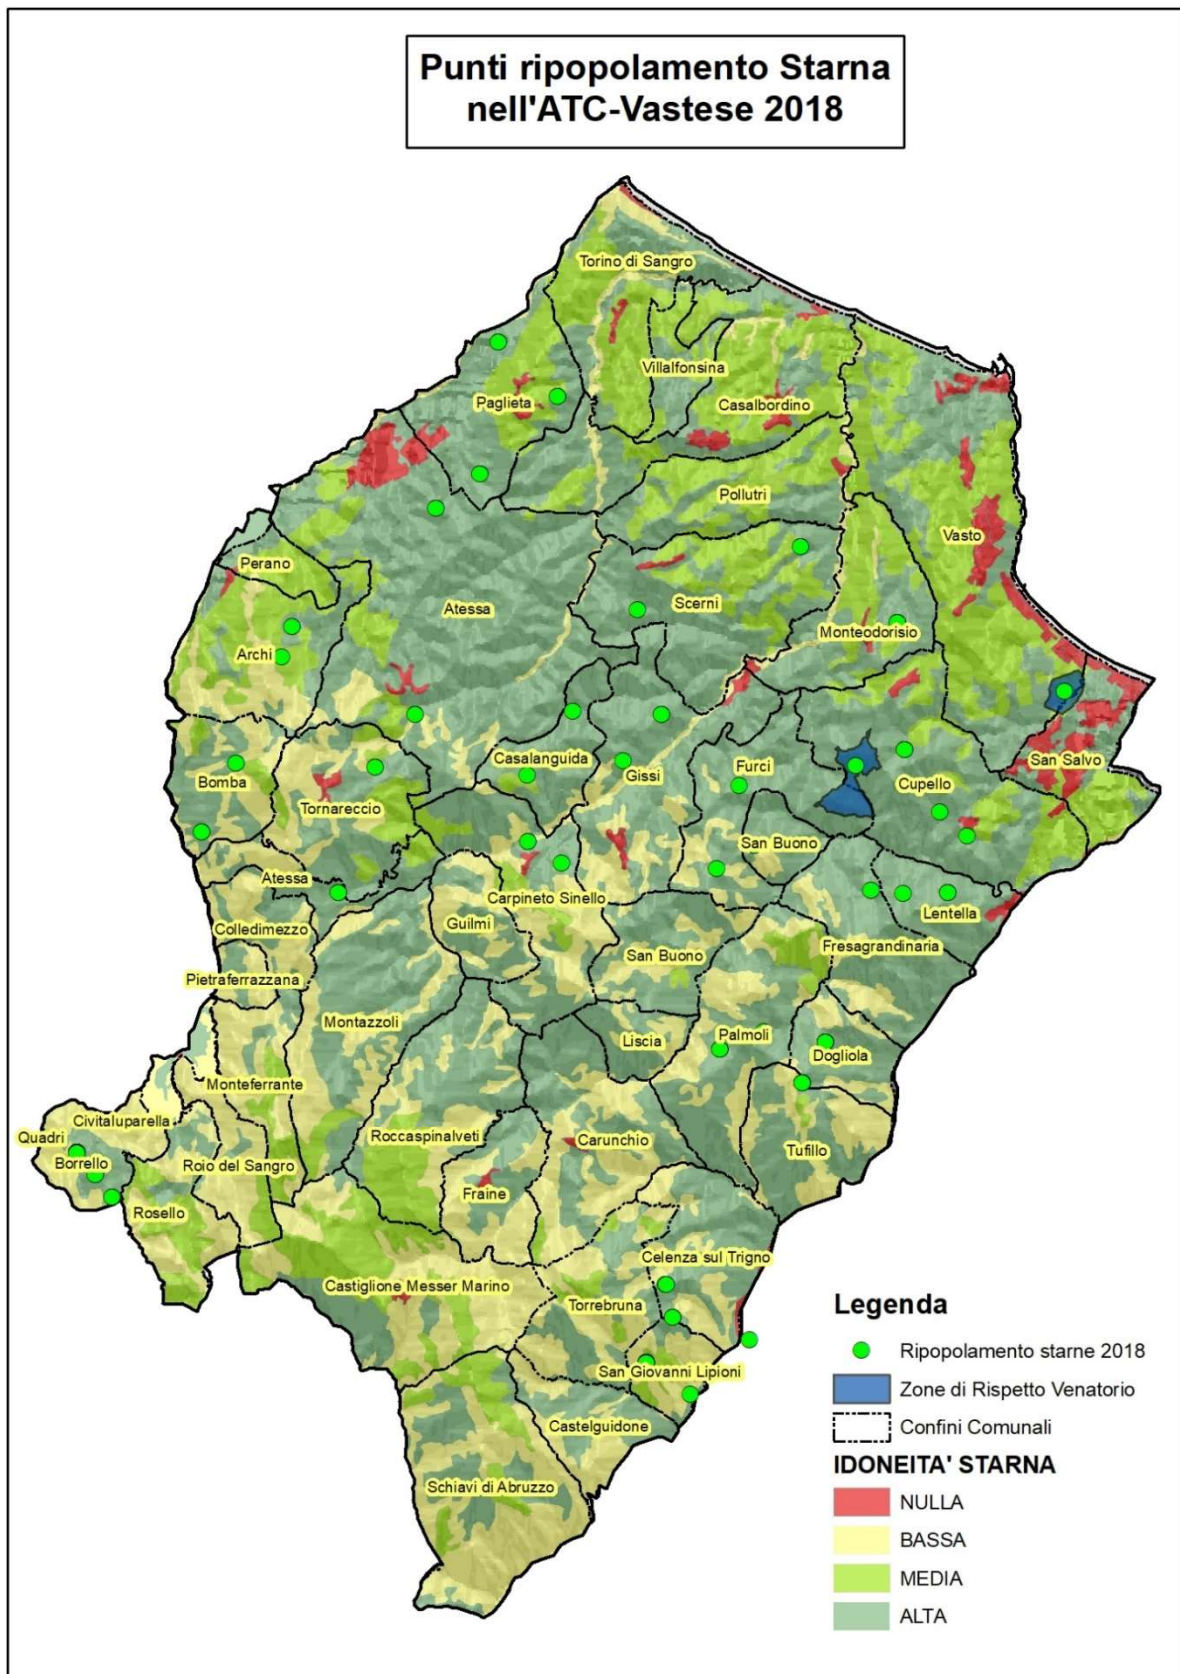 Punti ripopolamento Starna
nell'ATC-Vastese 2018
Torino di Sangro
Villalfonsina
Paglieta
Casalbordino
Pollutri
Vasto
Perano
Atessa
Scerni
Monteodorisio
Archi
Casalanguida
Furci
San Salvo
Bomba
Gissi
Cupello
Tornareccio
San Buono
Atessa
Carpineto Sinello
Lentella
Colledimezzo
Guilmi
Fresagrandinaria
San Buono
Pietraferrazzana
Montazzoli
Liscia
Palmoli
Dogliola
Monteferrante
Civitaluparella
Quadri
Roccaspinalveti
Carunchio
Tufillo
Borrello
Roio del Sangro
Fraine
Rosello
Celenza sul Trigno
Castiglione Messer Marino
Torrebruna
San Giovanni Lipioni
Castelguidone
Schiavi di Abruzzo
Legenda
Ripopolamento starne 2018
Zone di Rispetto Venatorio
Confini Comunali
IDONEITA' STARNA
NULLA
BASSA
MEDIA
ALTA